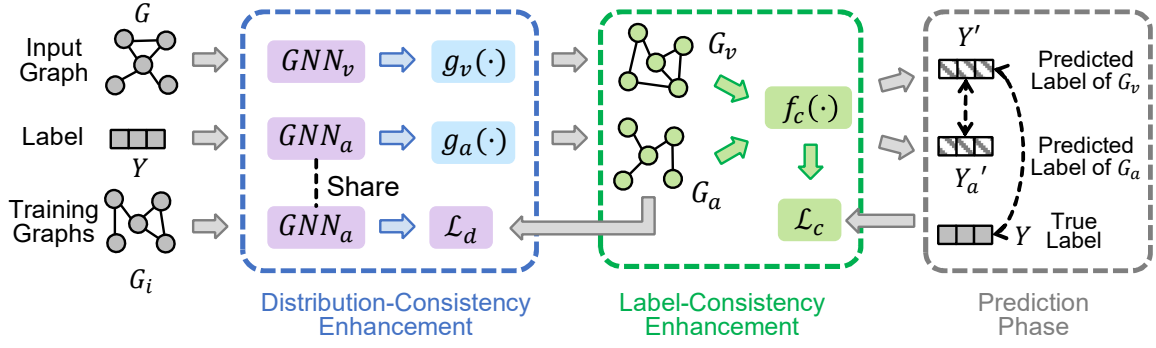 Input
Graph
G
Label
Y
Training
Graphs
G_i
GNN_v
g_v(·)
GNN_a
g_a(·)
Share
GNN_a
ℒ_d
Distribution-Consistency
Enhancement
G_v
G_a
f_c(·)
ℒ_c
Label-Consistency
Enhancement
Y′
Predicted
Label of G_v
Y_a′
Predicted
Label of G_a
Y
True
Label
Prediction
Phase